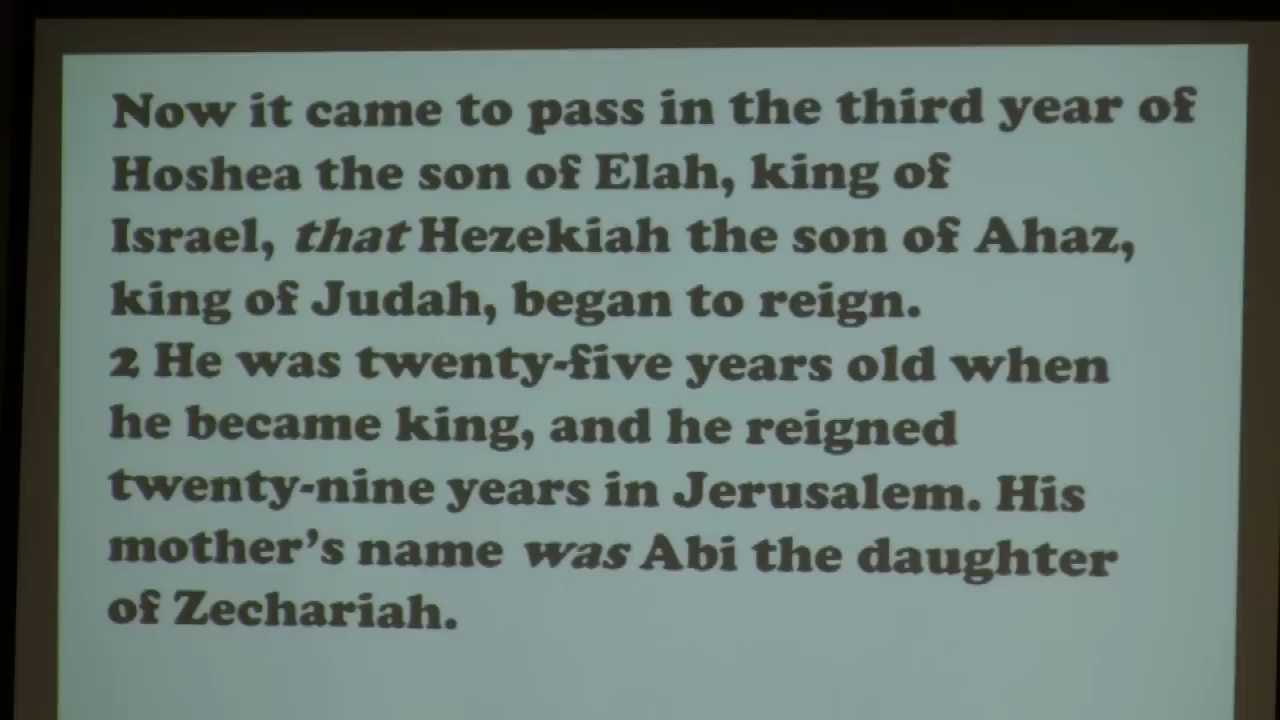 Now it came to pass in the third year of
Hoshea the son of Elah, king of
Israel, that Hezekiah the son of Ahaz,
king of Judah, began to reign.
2 He was twenty-five years old when
he became king, and he reigned
twenty-nine years in Jerusalem. His
mother’s name was Abi the daughter
of Zechariah.